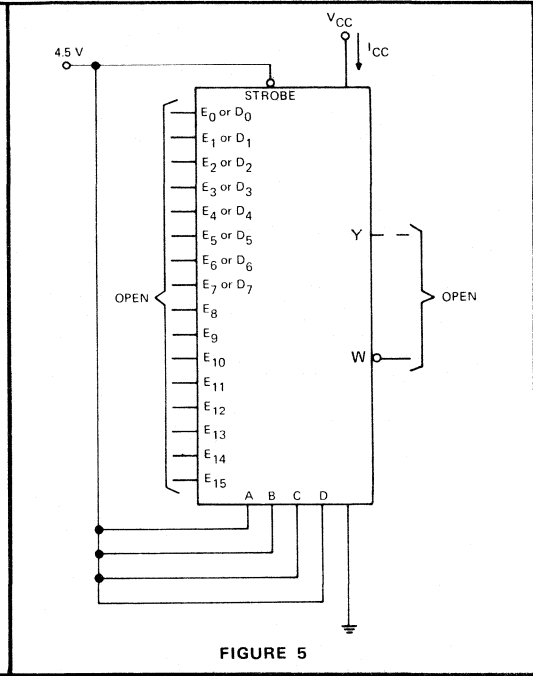 V_CC
I_CC
4.5 V
STROBE
E_0 or D_0
E_1 or D_1
E_2 or D_2
E_3 or D_3
E_4 or D_4
E_5 or D_5
E_6 or D_6
E_7 or D_7
E_8
E_9
E_10
E_11
E_12
E_13
E_14
E_15
OPEN
Y
W
OPEN
A B C D
FIGURE 5